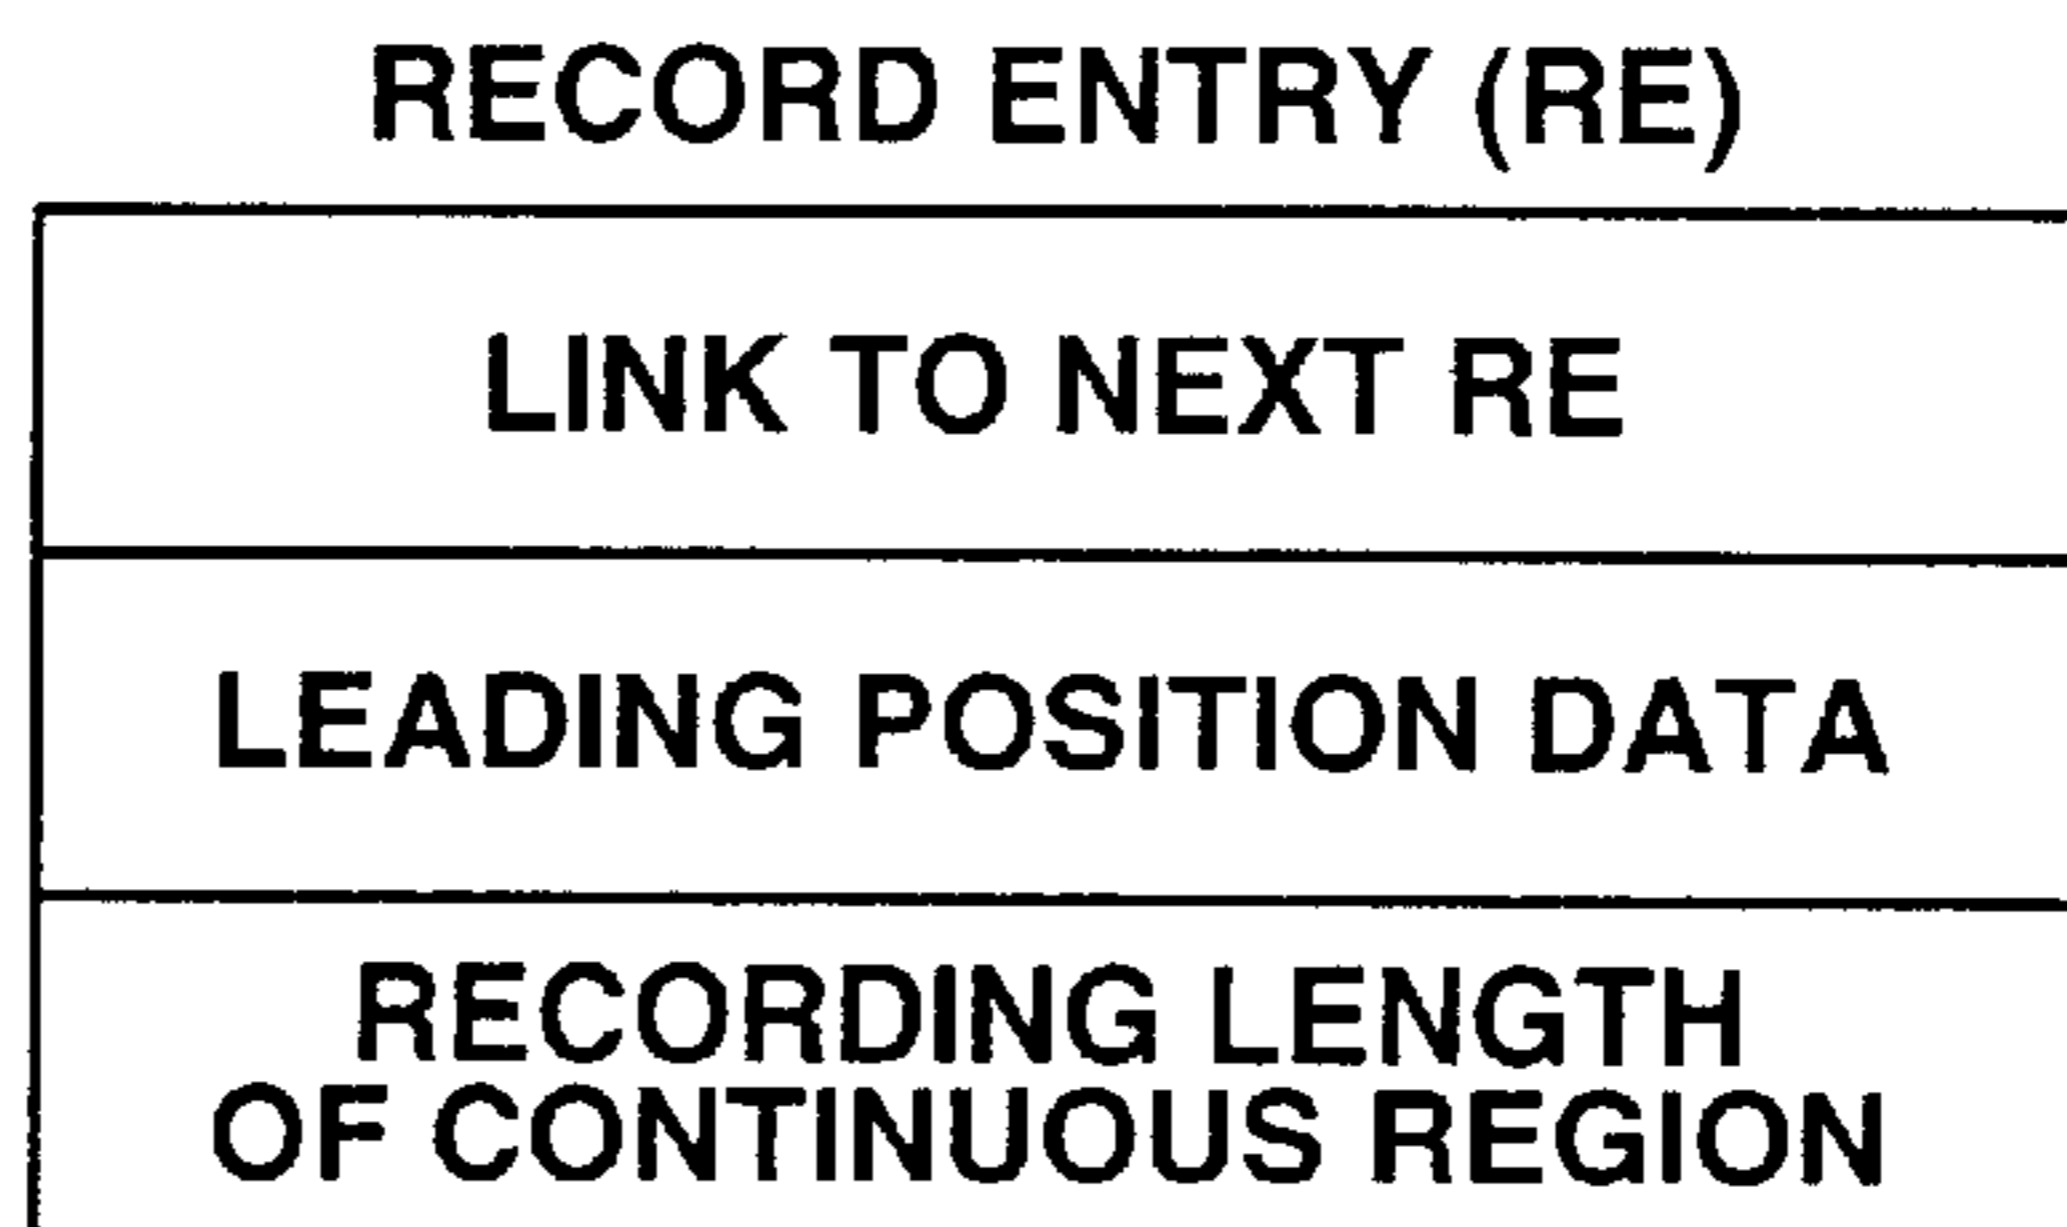 RECORD ENTRY (RE)
LINK TO NEXT RE
LEADING POSITION DATA
RECORDING LENGTH
OF CONTINUOUS REGION